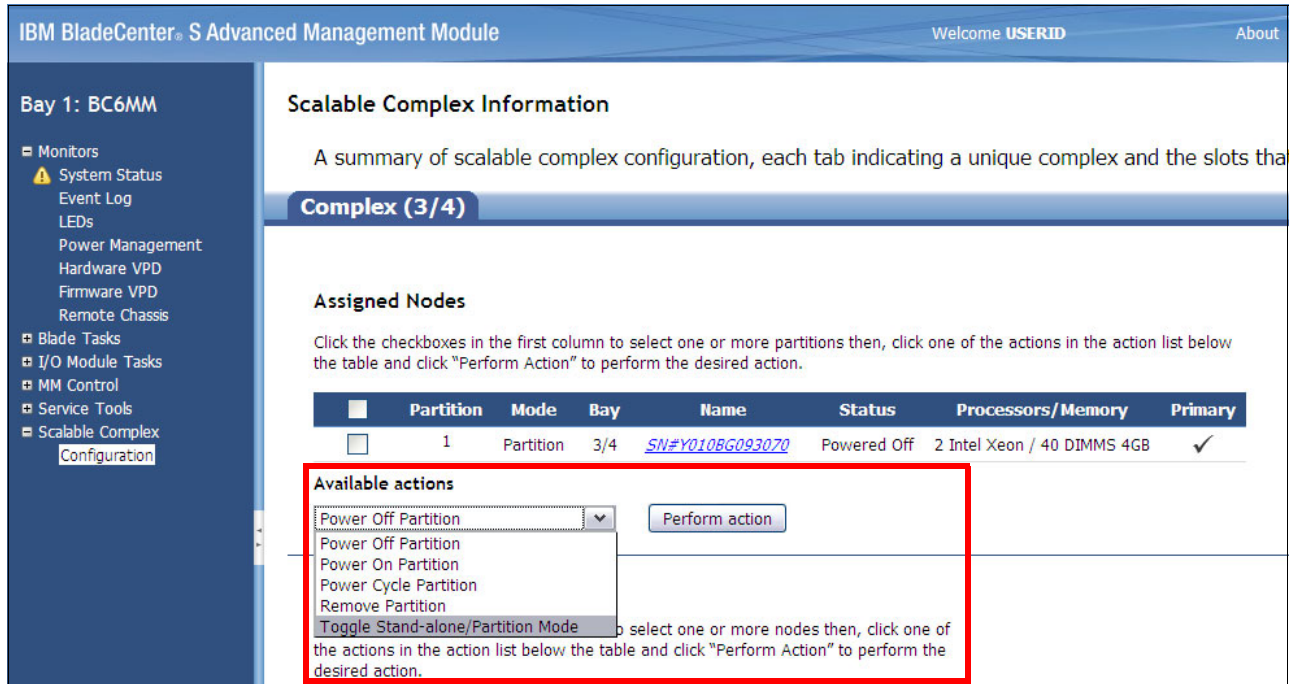 IBM BladeCenter® S Advanced Management Module
Welcome USERID
About
Bay 1: BC6MM
Monitors
System Status
Event Log
LEDs
Power Management
Hardware VPD
Firmware VPD
Remote Chassis
Blade Tasks
I/O Module Tasks
MM Control
Service Tools
Scalable Complex
Configuration
Scalable Complex Information
A summary of scalable complex configuration, each tab indicating a unique complex and the slots tha
Complex (3/4)
Assigned Nodes
Click the checkboxes in the first column to select one or more partitions then, click one of the actions in the action list below
the table and click "Perform Action" to perform the desired action.
Partition Mode Bay Name Status Processors/Memory Primary
1 Partition 3/4 SN#Y010BG093070 Powered Off 2 Intel Xeon / 40 DIMMS 4GB ✓
Available actions
Power Off Partition
Perform action
Power Off Partition
Power On Partition
Power Cycle Partition
Remove Partition
Toggle Stand-alone/Partition Mode
select one or more nodes then, click one of
the actions in the action list below the table and click "Perform Action" to perform the
desired action.